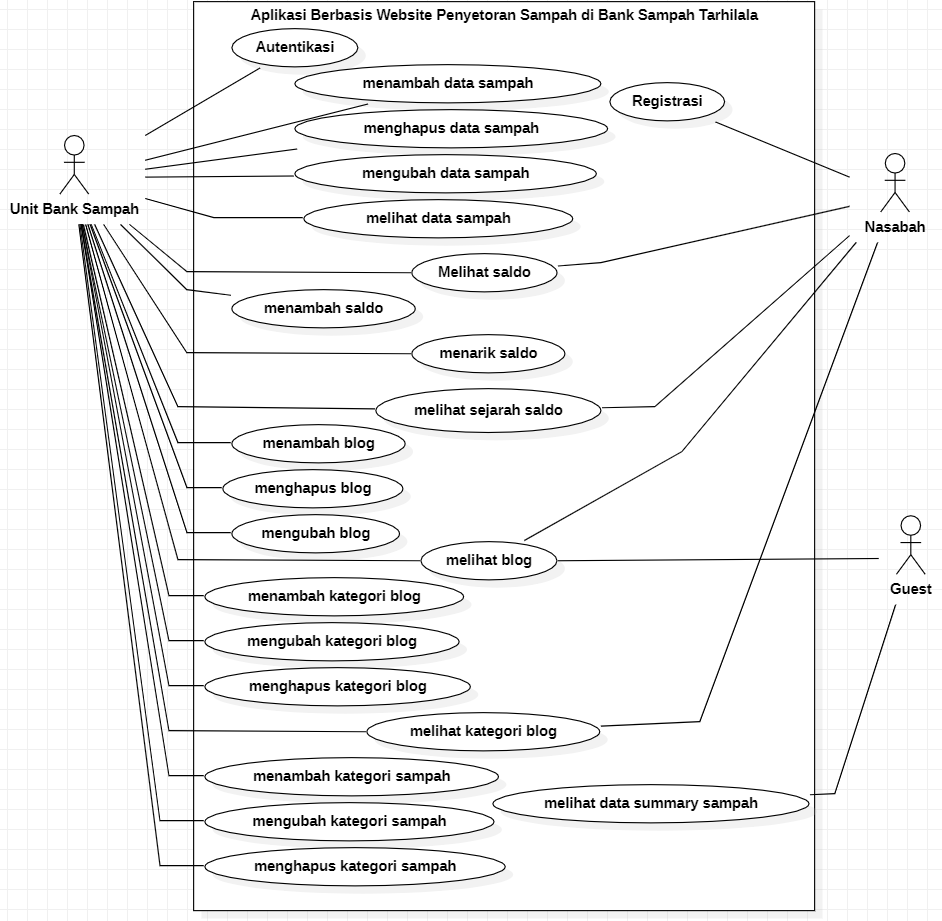 Aplikasi Berbasis Website Penyetoran Sampah di Bank Sampah Tarhilala
Autentikasi
menambah data sampah
Registrasi
menghapus data sampah
mengubah data sampah
Unit Bank Sampah
melihat data sampah
Nasabah
Melihat saldo
menambah saldo
menarik saldo
melihat sejarah saldo
menambah blog
menghapus blog
mengubah blog
melihat blog
Guest
menambah kategori blog
mengubah kategori blog
menghapus kategori blog
melihat kategori blog
menambah kategori sampah
melihat data summary sampah
mengubah kategori sampah
menghapus kategori sampah